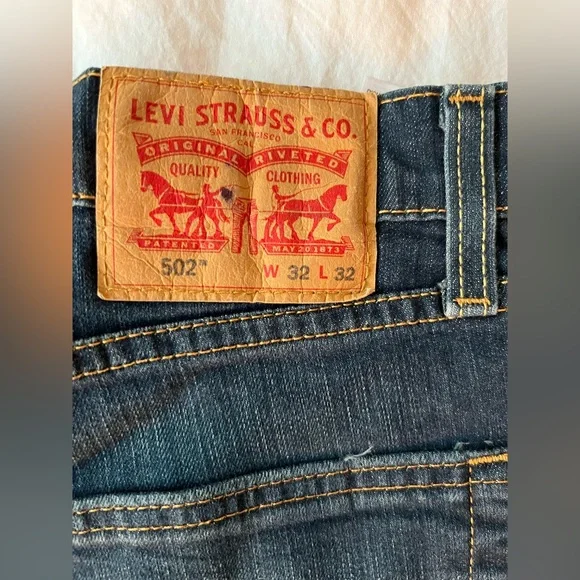 LEVI STRAUSS & CO.
SAN FRANCISCO
CAL
ORIGINAL RIVETED
QUALITY CLOTHING
PATENTED MAY 20 1873
502™ W 32 L 32